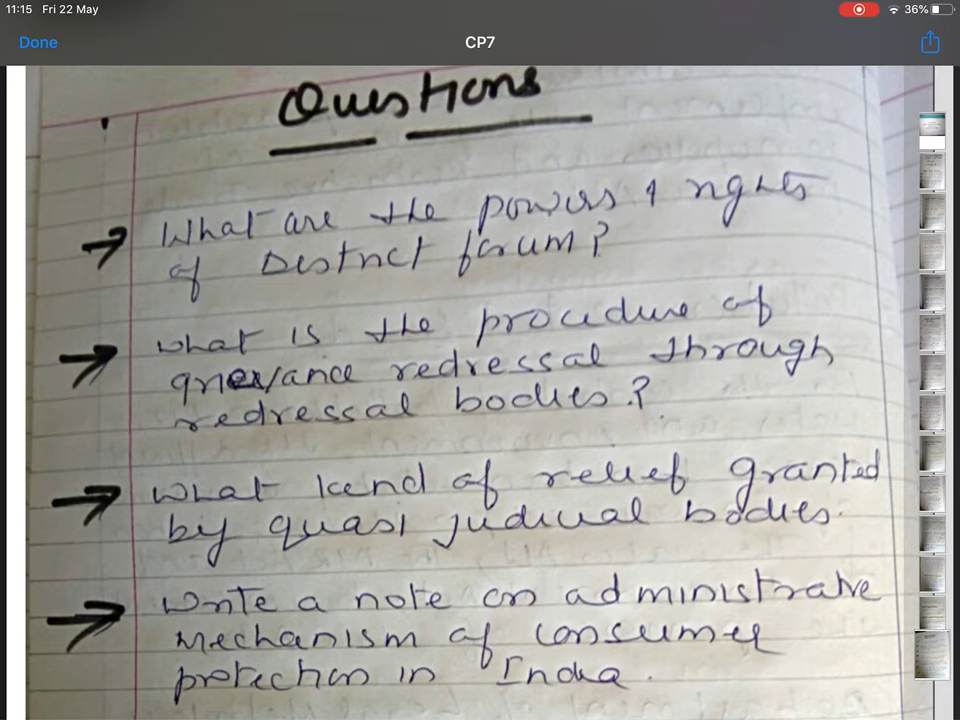 11:15 Fri 22 May
36%
Done
CP7
Questions
What are the powers & rights
of District forum?
what is the procedure of
grievance redressal through
redressal bodies?
What kind of relief granted
by quasi judicial bodies.
Write a note on administrative
mechanism of consumer
protection in India.